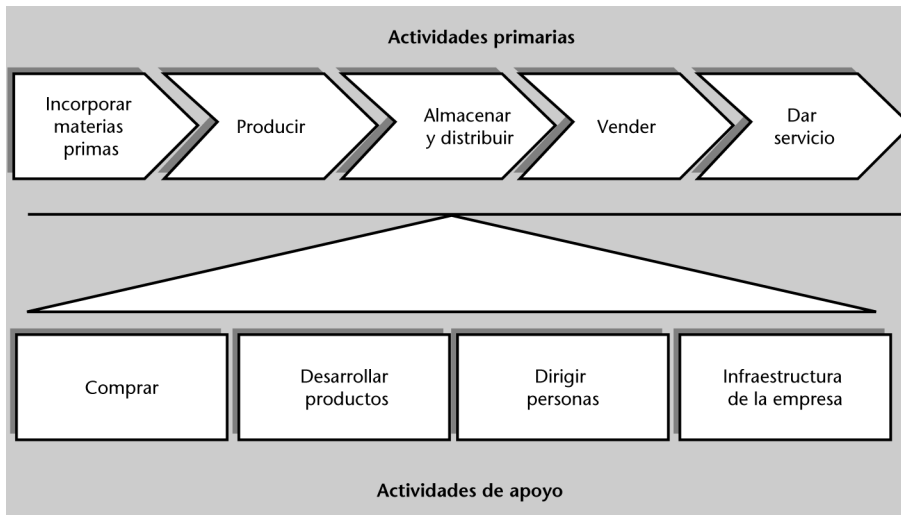 Actividades primarias
Incorporar
materias
primas
Producir
Almacenar
y distribuir
Vender
Dar
servicio
Comprar
Desarrollar
productos
Dirigir
personas
Infraestructura
de la empresa
Actividades de apoyo